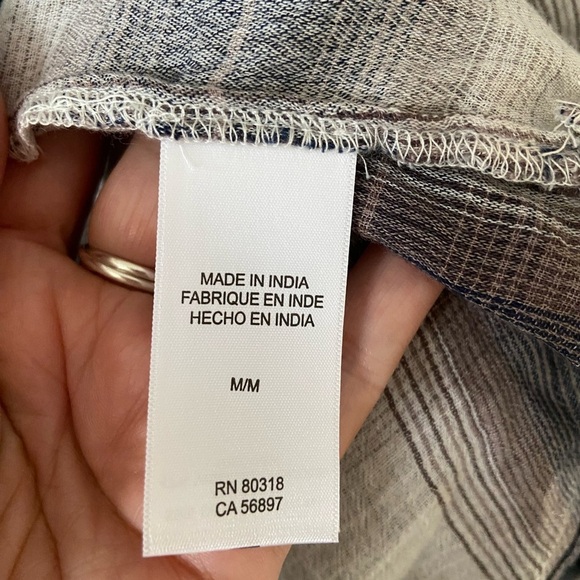 MADE IN INDIA
FABRIQUE EN INDE
HECHO EN INDIA
M/M
RN 80318
CA 56897